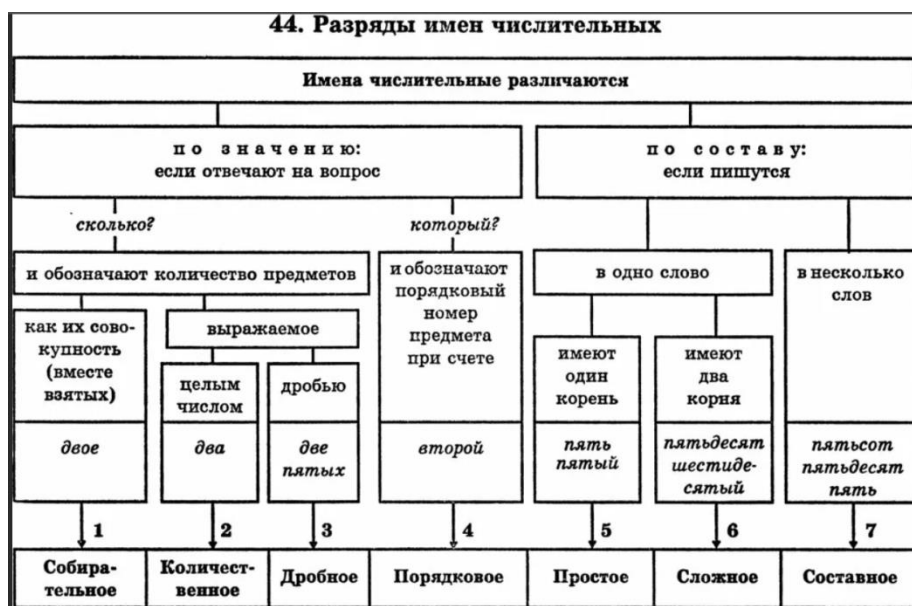 44. Разряды имен числительных
Имена числительные различаются
по значению:
если отвечают на вопрос
по составу:
если пишутся
сколько?
который?
и обозначают количество предметов
и обозначают
порядковый
номер
предмета
при счете
в одно слово
в несколько
слов
как их сово-
купность
(вместе
взятых)
выражаемое
целым
числом
дробью
имеют
один
корень
имеют
два
корня
двое
два
две
пятых
второй
пять
пятый
пятьдесят
шестиде-
сятый
пятьсот
пятьдесят
пять
1
2
3
4
5
6
7
Собира-
тельное
Количест-
венное
Дробное
Порядковое
Простое
Сложное
Составное